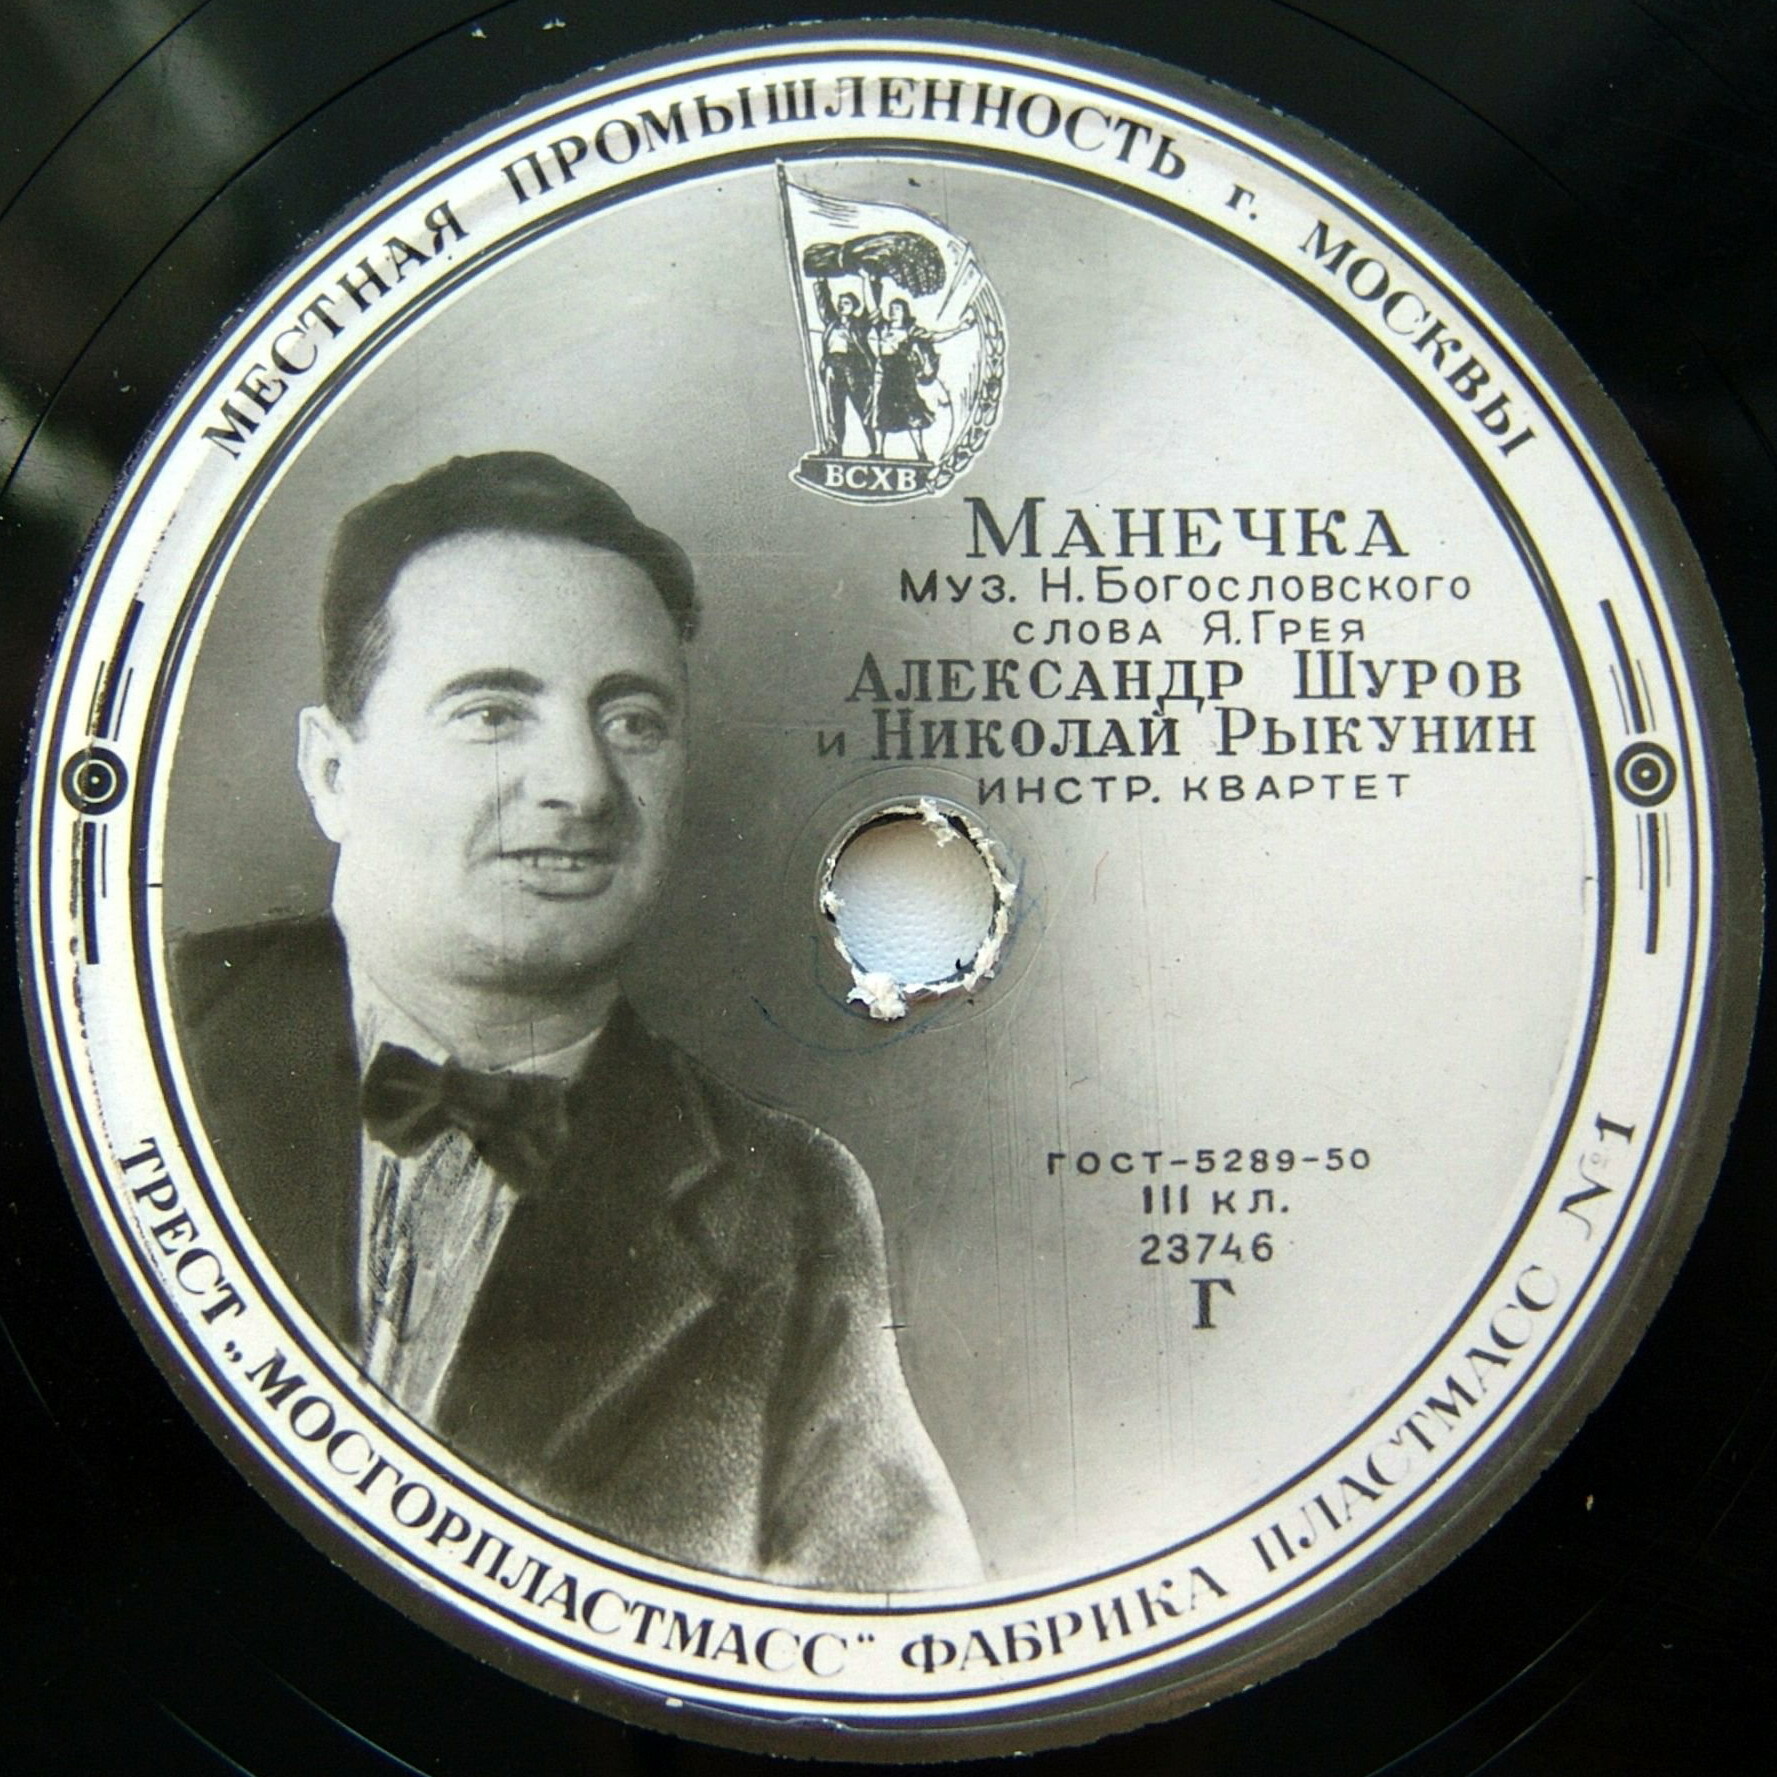 МЕСТНАЯ ПРОМЫШЛЕННОСТЬ г. МОСКВЫ
ВСХВ
МАНЕЧКА
МУЗ. Н. БОГОСЛОВСКОГО
СЛОВА Я. ГРЕЯ
АЛЕКСАНДР ШУРОВ
И НИКОЛАЙ РЫКУНИН
ИНСТР. КВАРТЕТ
ГОСТ-5289-50
III КЛ.
23746
Г
ТРЕСТ „МОСГОРПЛАСТМАСС“ ФАБРИКА ПЛАСТМАСС №1